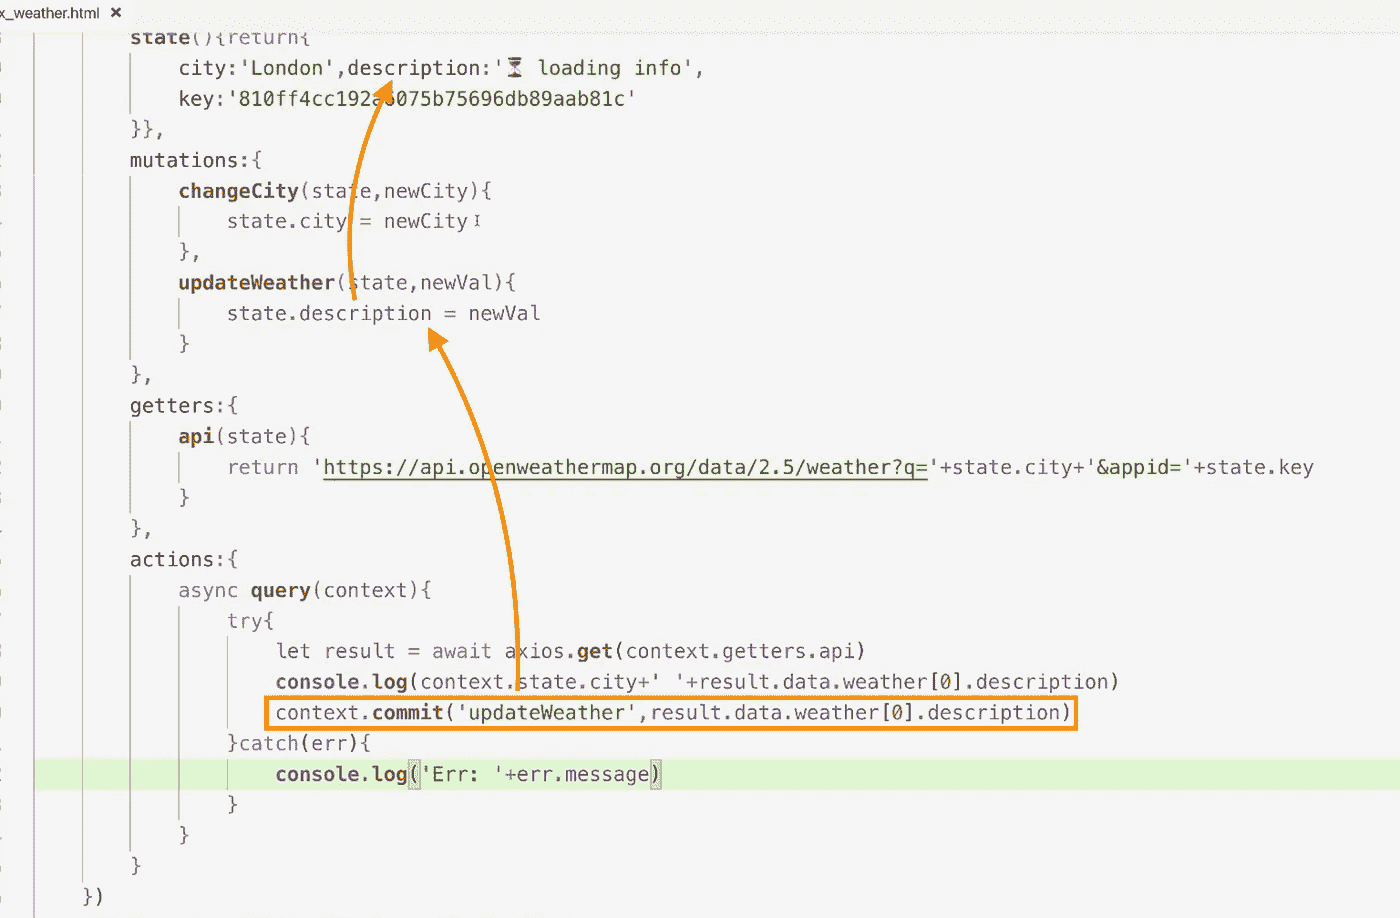 x_weather.html ×
state(){return{
city:'London',description:'⏳ loading info',
key:'810ff4cc192a6075b75696db89aab81c'
}},
mutations:{
changeCity(state,newCity){
state.city = newCity
},
updateWeather(state,newVal){
state.description = newVal
}
},
getters:{
api(state){
return 'https://api.openweathermap.org/data/2.5/weather?q='+state.city+'&appid='+state.key
}
},
actions:{
async query(context){
try{
let result = await axios.get(context.getters.api)
console.log(context.state.city+' '+result.data.weather[0].description)
context.commit('updateWeather',result.data.weather[0].description)
}catch(err){
console.log('Err: '+err.message)
}
}
}
})